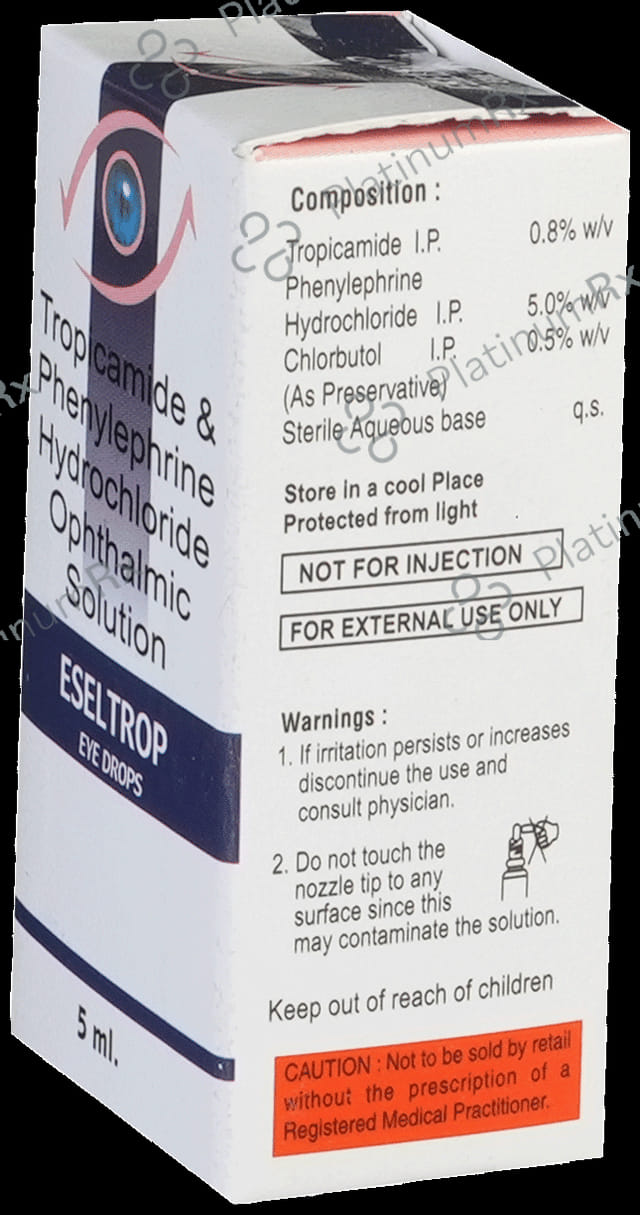 Tropicamide &
Phenylephrine
Hydrochloride
Ophthalmic
Solution
ESELTROP
EYE DROPS
5 ml.
Composition :
Tropicamide I.P. 0.8% w/v
Phenylephrine
Hydrochloride I.P. 5.0% w/v
Chlorbutol I.P. 0.5% w/v
(As Preservative)
Sterile Aqueous base q.s.
Store in a cool Place
Protected from light
NOT FOR INJECTION
FOR EXTERNAL USE ONLY
Warnings :
1. If irritation persists or increases
discontinue the use and
consult physician.
2. Do not touch the
nozzle tip to any
surface since this
may contaminate the solution.
Keep out of reach of children
CAUTION : Not to be sold by retail
without the prescription of a
Registered Medical Practitioner.
PlatinumRx
PlatinumRx